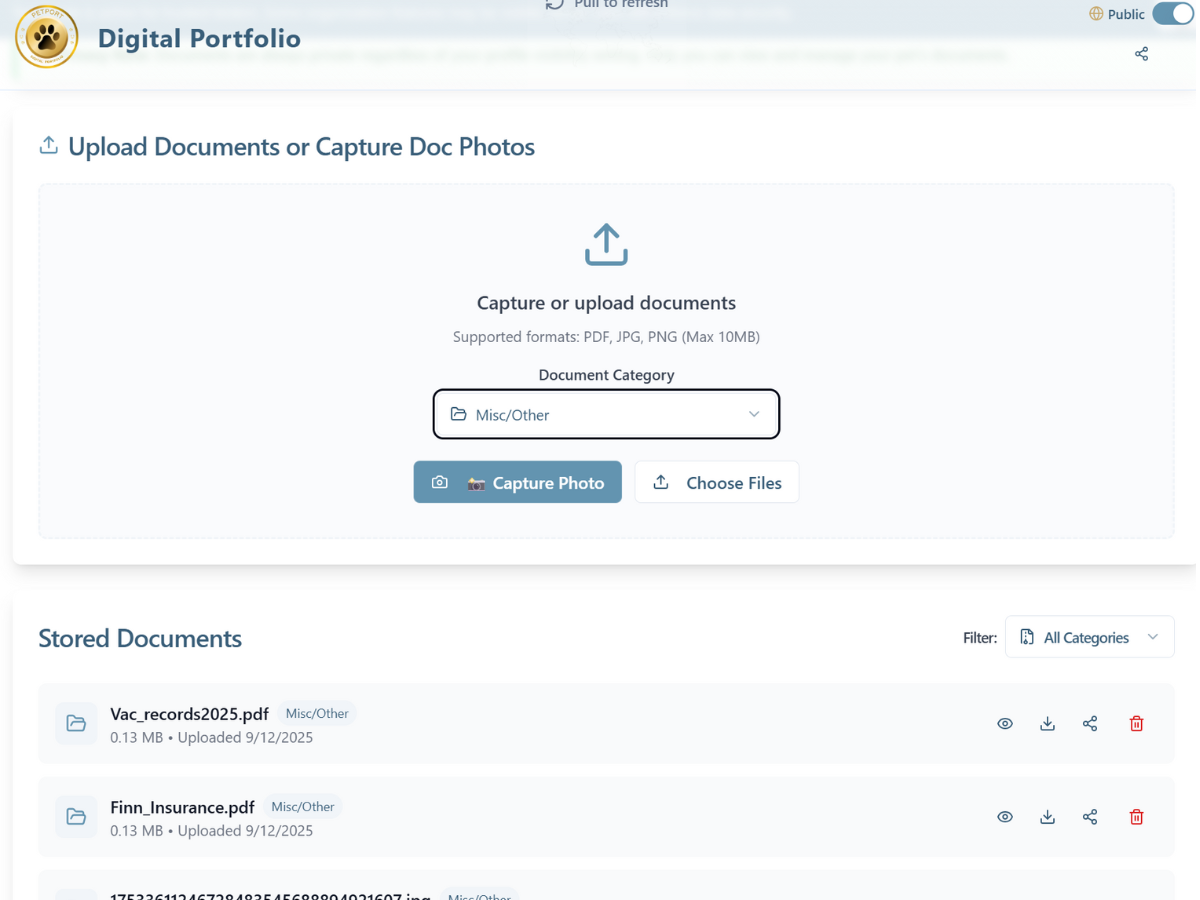 Pull to refresh
PETPORT
Digital Portfolio
Public
Upload Documents or Capture Doc Photos
Capture or upload documents
Supported formats: PDF, JPG, PNG (Max 10MB)
Document Category
Misc/Other
📸 Capture Photo
Choose Files
Stored Documents
Filter:
All Categories
Vac_records2025.pdf
Misc/Other
0.13 MB • Uploaded 9/12/2025
Finn_Insurance.pdf
Misc/Other
0.13 MB • Uploaded 9/12/2025
Misc/Other